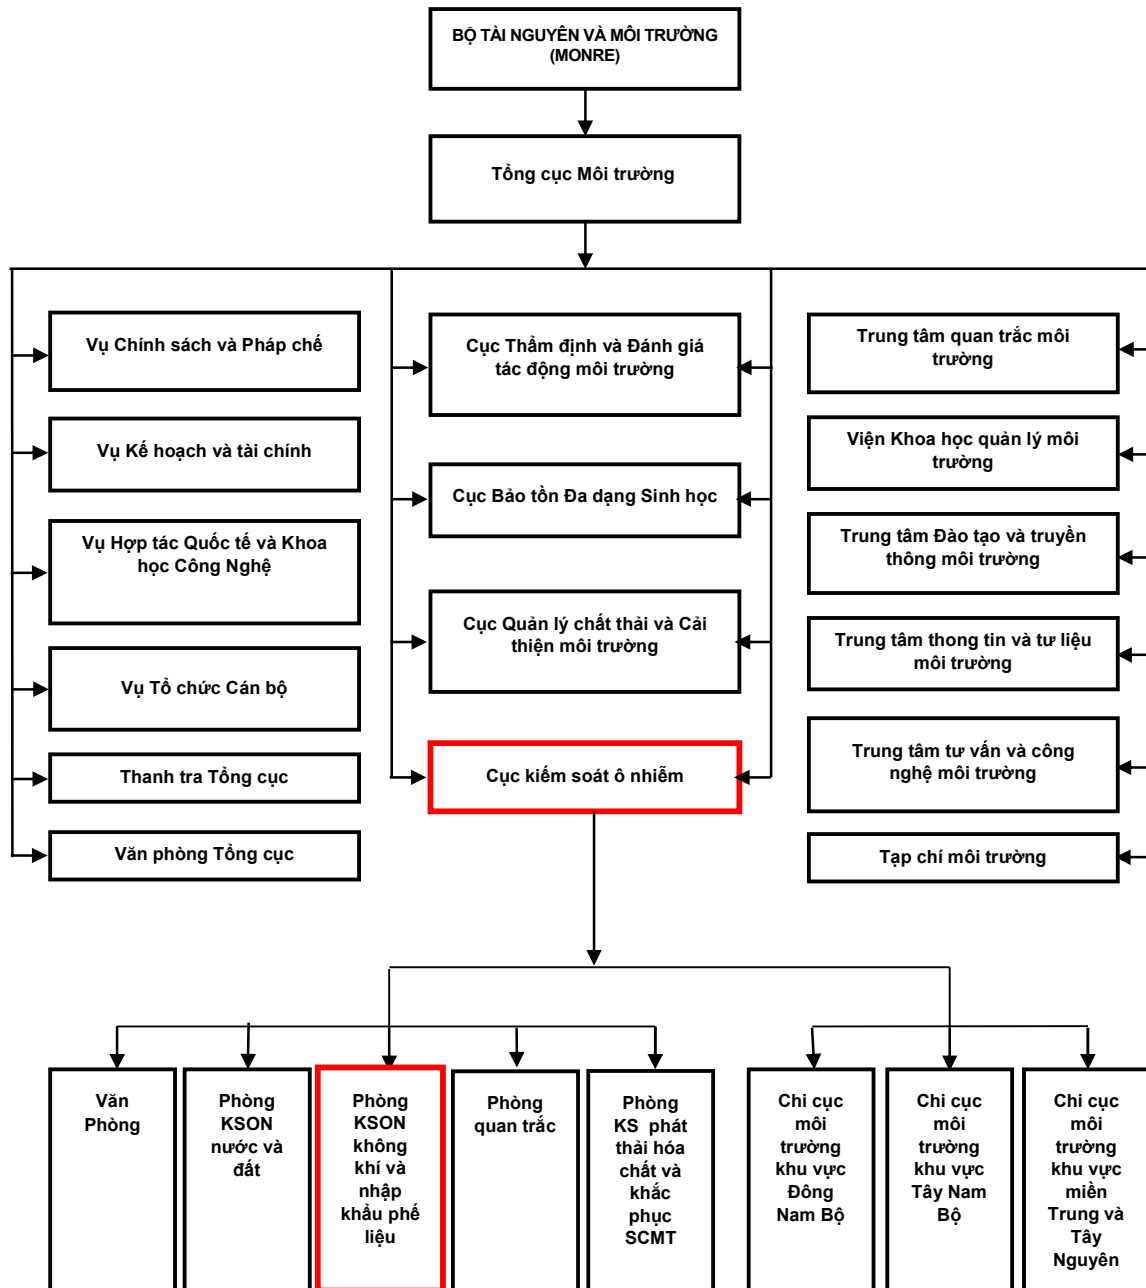 BỘ TÀI NGUYÊN VÀ MÔI TRƯỜNG
(MONRE)
Tổng cục Môi trường
Vụ Chính sách và Pháp chế
Vụ Kế hoạch và tài chính
Vụ Hợp tác Quốc tế và Khoa
học Công Nghệ
Vụ Tổ chức Cán bộ
Thanh tra Tổng cục
Văn phòng Tổng cục
Cục Thẩm định và Đánh giá
tác động môi trường
Cục Bảo tồn Đa dạng Sinh học
Cục Quản lý chất thải và Cải
thiện môi trường
Cục kiếm soát ô nhiễm
Trung tâm quan trắc môi
trường
Viện Khoa học quản lý môi
trường
Trung tâm Đào tạo và truyền
thông môi trường
Trung tâm thong tin và tư liệu
môi trường
Trung tâm tư vấn và công
nghệ môi trường
Tạp chí môi trường
Văn
Phòng
Phòng
KSON
nước và
đất
Phòng
KSON
không
khí và
nhập
khẩu phế
liệu
Phòng
quan trắc
Phòng
KS phát
thải hóa
chất và
khắc
phục
SCMT
Chi cục
môi
trường
khu vực
Đông
Nam Bộ
Chi cục
môi
trường
khu vực
Tây Nam
Bộ
Chi cục
môi
trường
khu vực
miền
Trung và
Tây
Nguyên